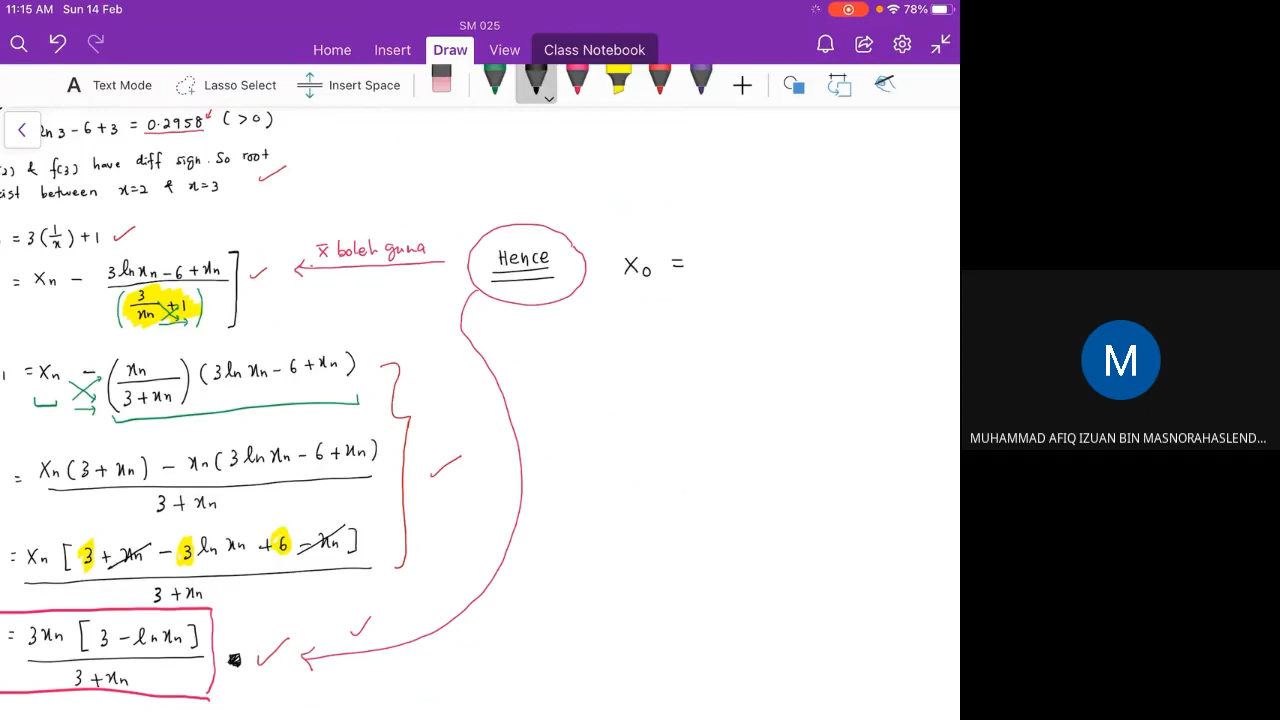 11:15 AM Sun 14 Feb
78%
SM 025
Home Insert Draw View Class Notebook
Text Mode Lasso Select Insert Space
ln 3 - 6 + 3 = 0.2958 ( > 0 )
2) & f(3) have diff sign. So root
ist between x = 2 & x = 3
= 3 ( 1/x ) + 1
= xn - (3 ln xn - 6 + xn) / ( 3/xn + 1 )
x̄ boleh guna
Hence
x0 =
1 = xn - ( xn / (3 + xn) ) ( 3 ln xn - 6 + xn )
= ( xn ( 3 + xn ) - xn ( 3 ln xn - 6 + xn ) ) / ( 3 + xn )
= xn [ 3 + xn - 3 ln xn + 6 - xn ] / ( 3 + xn )
= 3xn [ 3 - ln xn ] / ( 3 + xn )
M
MUHAMMAD AFIQ IZUAN BIN MASNORAHASLEND...